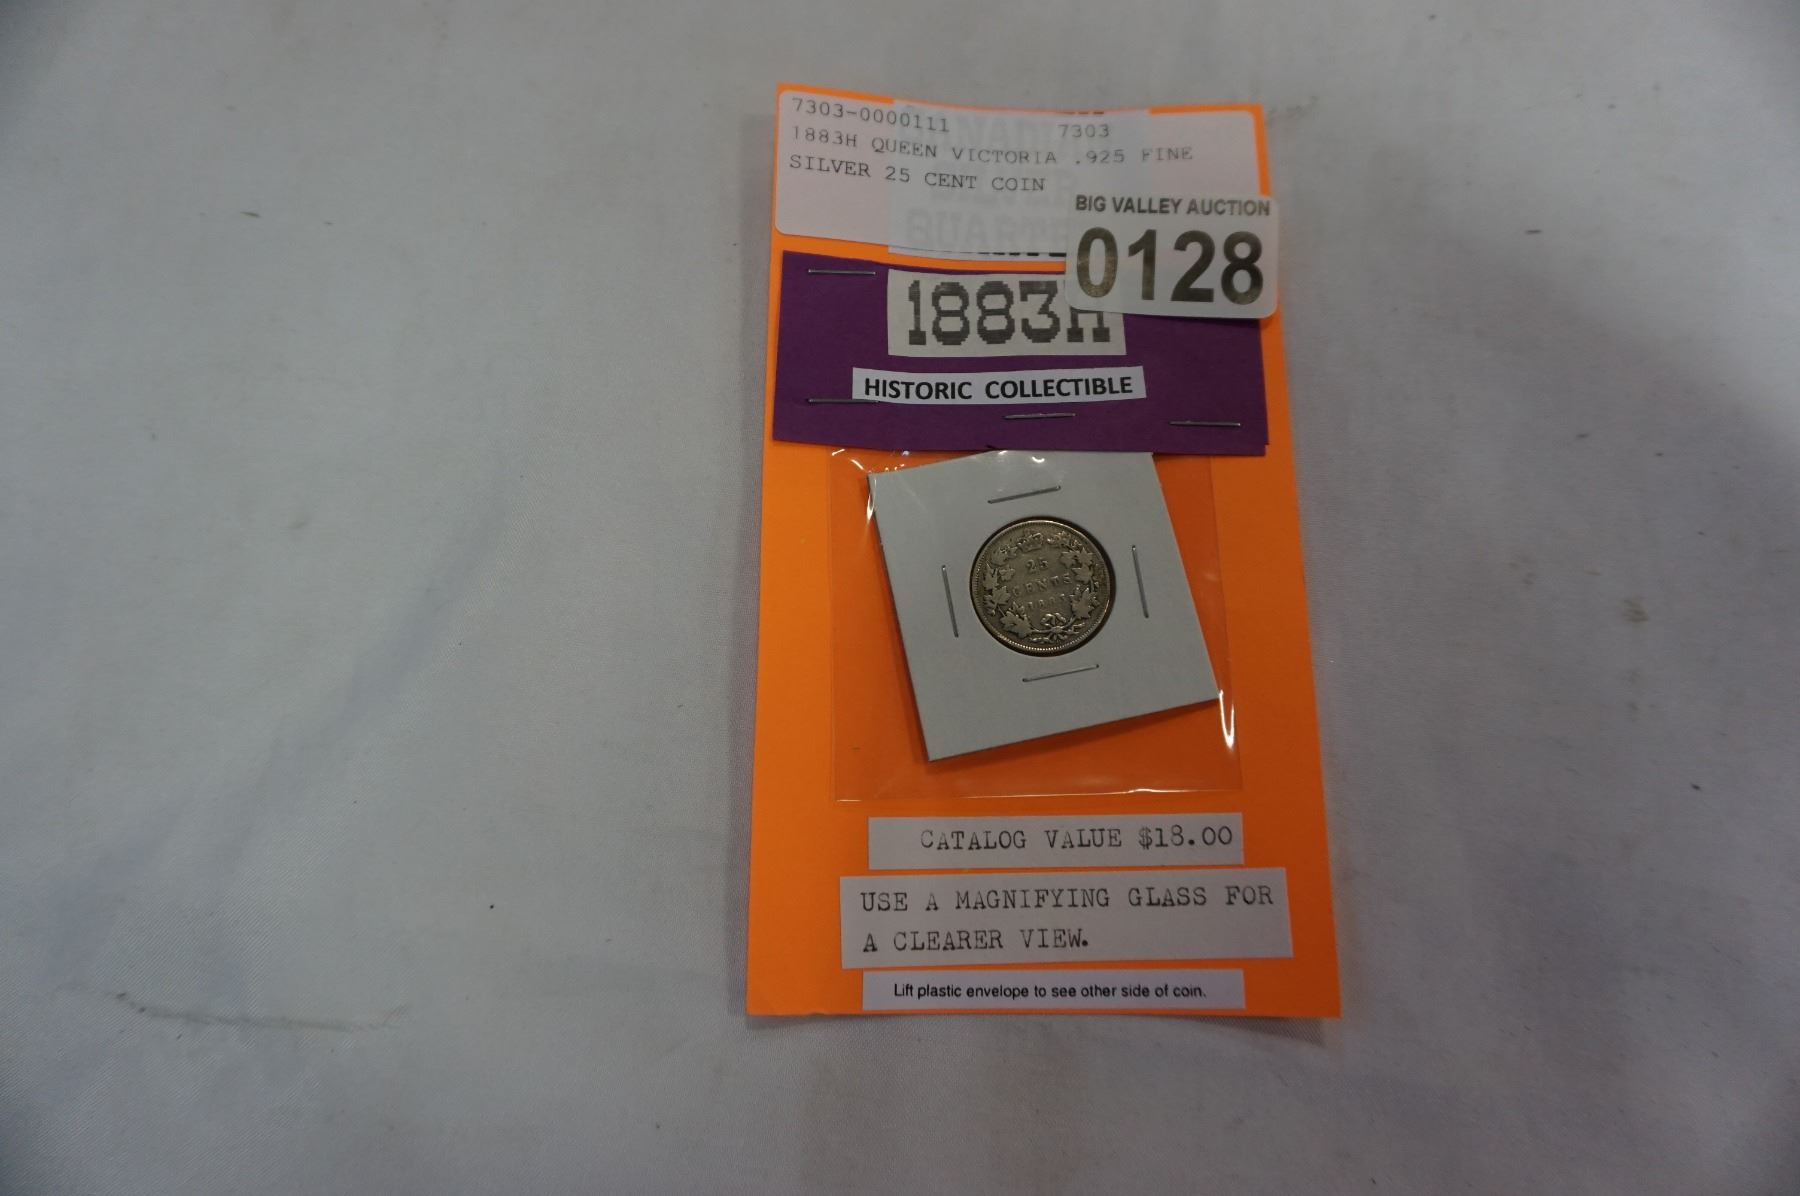 7303-0000111 7303
1883H QUEEN VICTORIA .925 FINE
SILVER 25 CENT COIN
BIG VALLEY AUCTION
0128
1883H
HISTORIC COLLECTIBLE
25
CENTS
CATALOG VALUE $18.00
USE A MAGNIFYING GLASS FOR
A CLEARER VIEW.
Lift plastic envelope to see other side of coin.